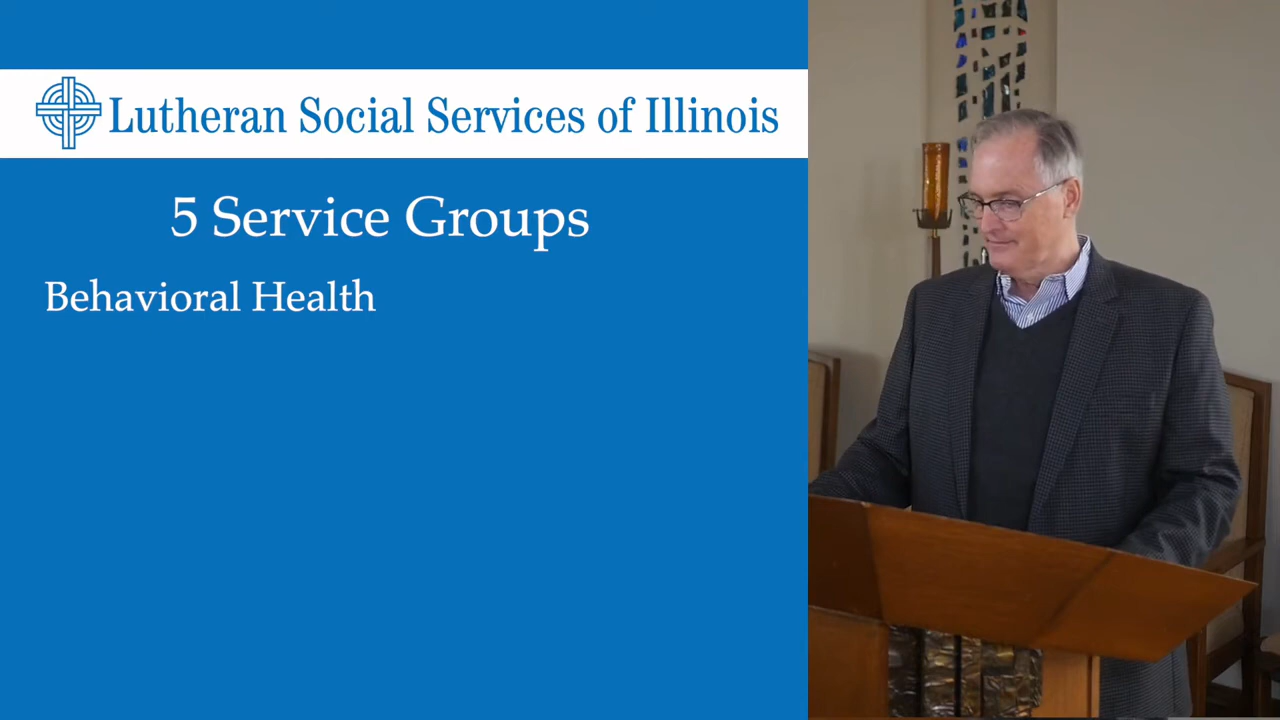 Lutheran Social Services of Illinois
5 Service Groups
Behavioral Health